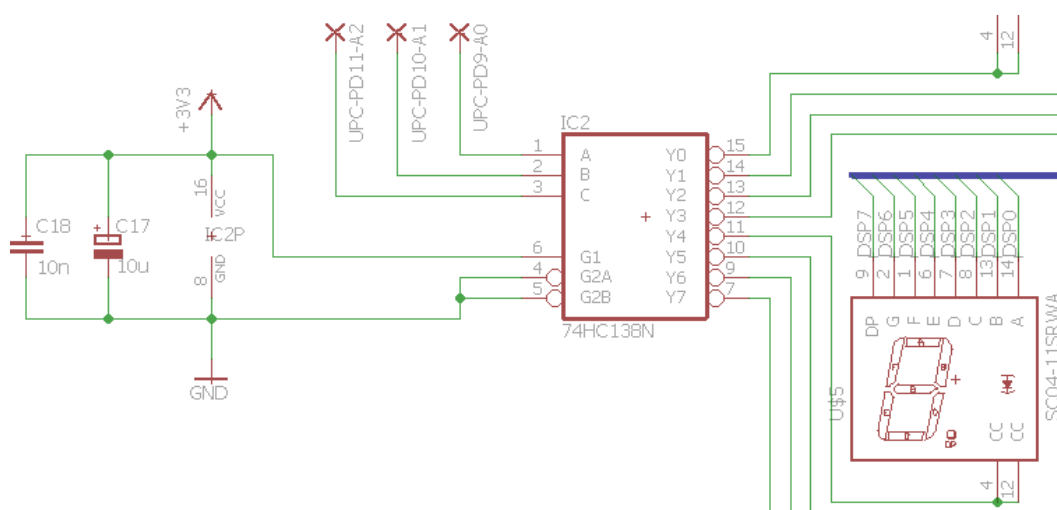 UPC-PD11-A2
UPC-PD10-A1
UPC-PD9-A0
4
12
+3V3
IC2
1 A Y0 15
2 B Y1 14
3 C Y2 13
Y3 12
Y4 11
6 G1 Y5 10
4 G2A Y6 9
5 G2B Y7 7
74HC138N
16
VCC
IC2P
8
GND
C18
10n
+
C17
10u
GND
DSP7
DSP6
DSP5
DSP4
DSP3
DSP2
DSP1
DSP0
9
2
1
6
7
8
13
14
DP
G
F
E
D
C
B
A
U$5
SC04-11SRWA
CC
CC
4
12